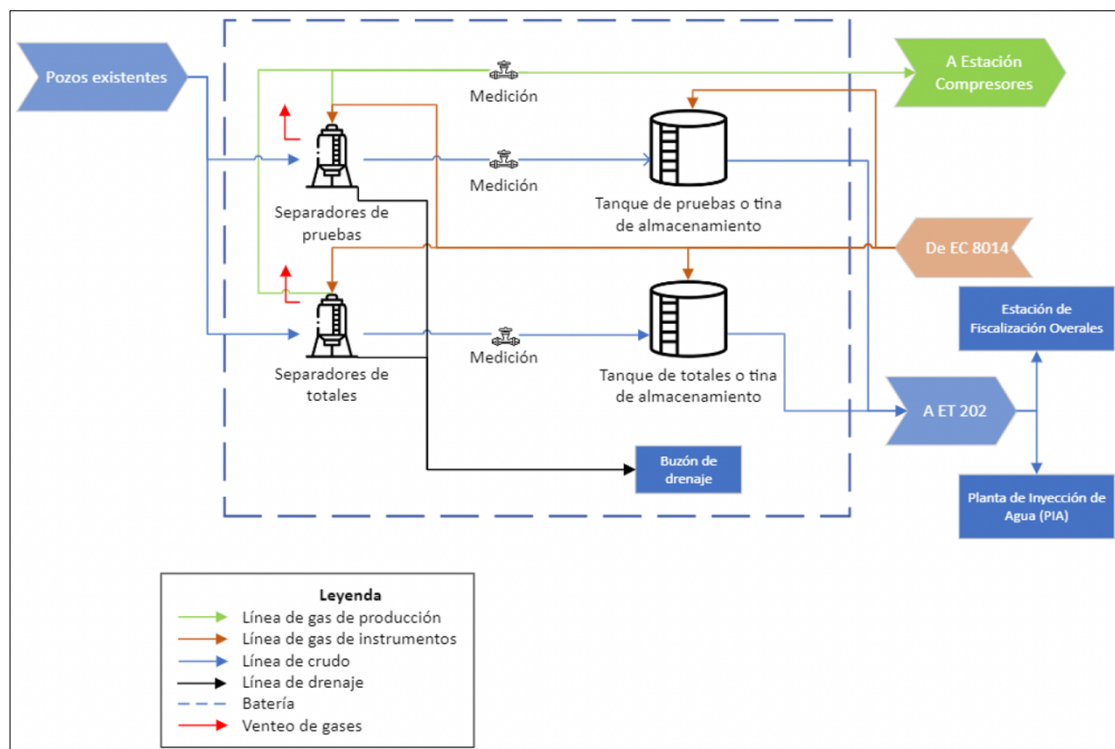 Pozos existentes
A Estación
Compresores
Medición
Medición
Separadores de
pruebas
Tanque de pruebas o tina
de almacenamiento
De EC 8014
Estación de
Fiscalización Overales
Medición
Separadores de
totales
Tanque de totales o tina
de almacenamiento
A ET 202
Buzón de
drenaje
Planta de Inyección de
Agua (PIA)
Leyenda
Línea de gas de producción
Línea de gas de instrumentos
Línea de crudo
Línea de drenaje
Batería
Venteo de gases